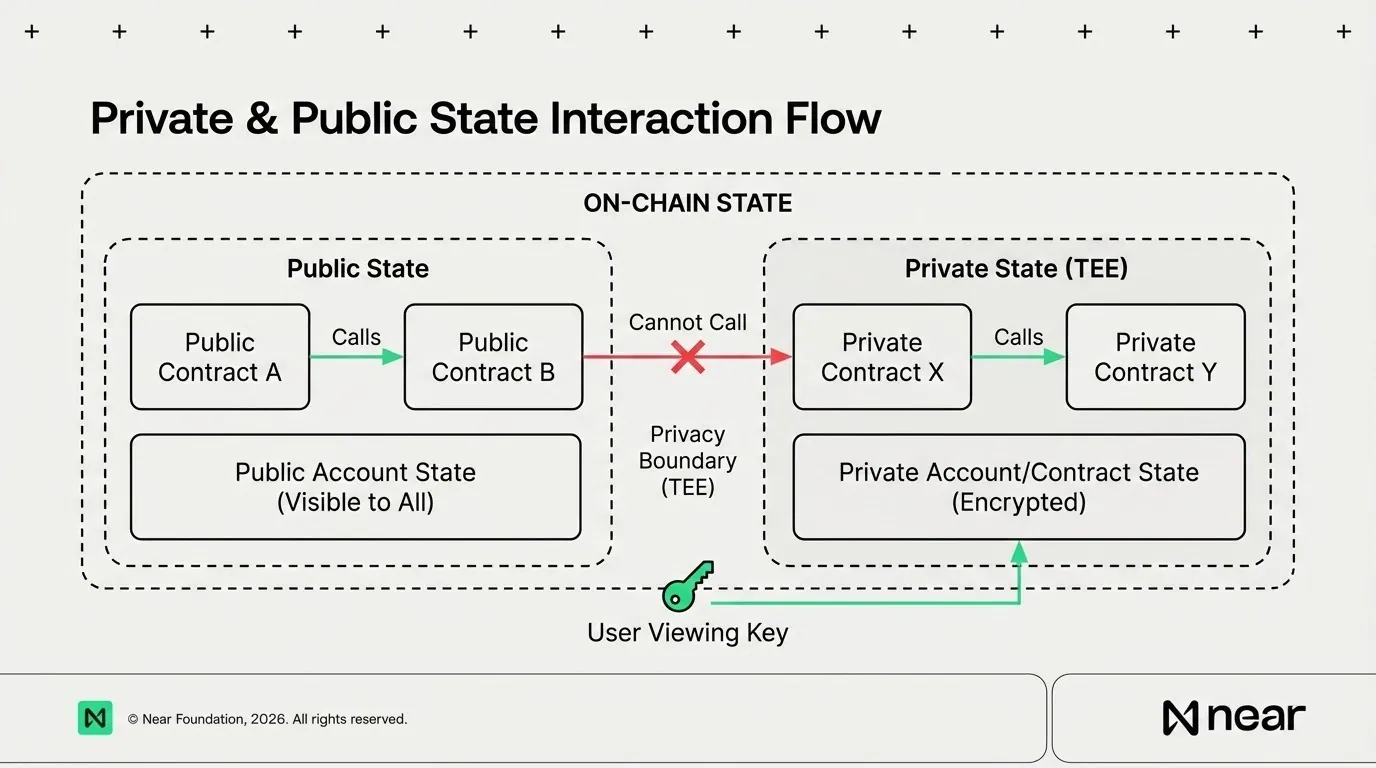 Private & Public State Interaction Flow
ON-CHAIN STATE
Public State
Public
Contract A
Calls
Public
Contract B
Cannot Call
Private State (TEE)
Private
Contract X
Calls
Private
Contract Y
Public Account State
(Visible to All)
Privacy
Boundary
(TEE)
Private Account/Contract State
(Encrypted)
User Viewing Key
© Near Foundation, 2026. All rights reserved.
near